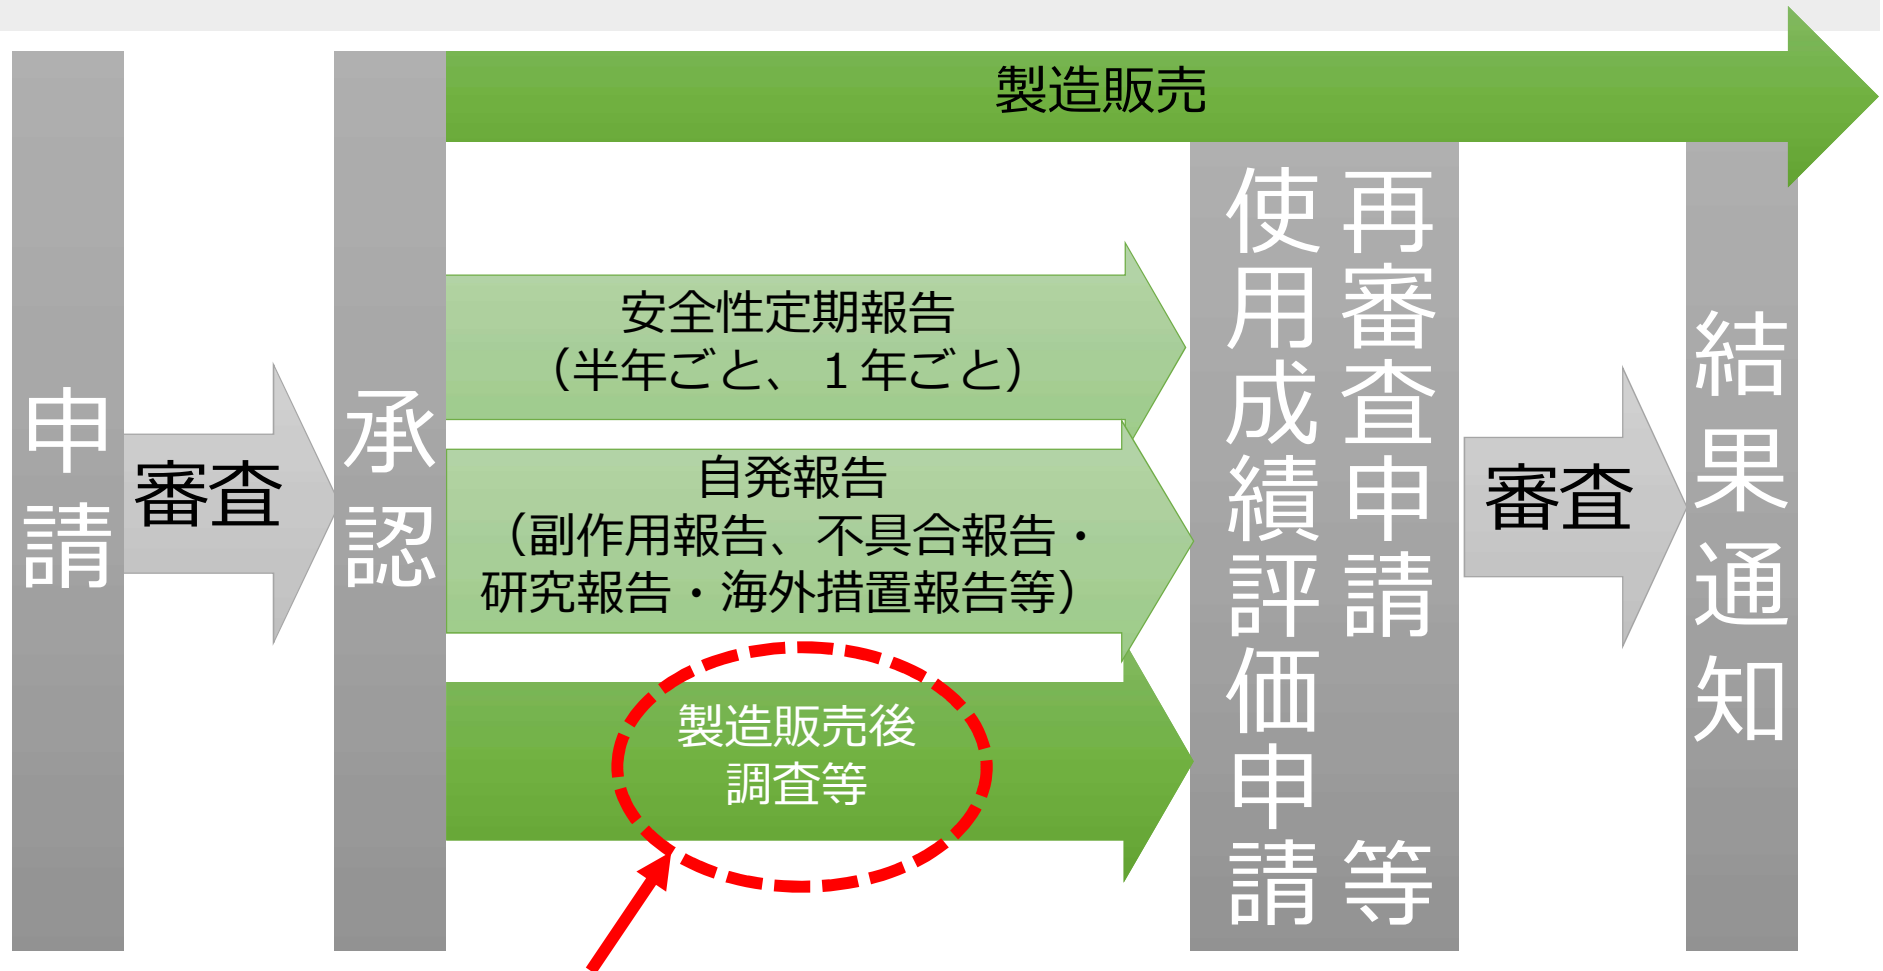 製造販売
申請
審査
承認
安全性定期報告
（半年ごと、１年ごと）
自発報告
（副作用報告、不具合報告・
研究報告・海外措置報告等）
製造販売後
調査等
再審査申請　等
使用成績評価申請
審査
結果通知